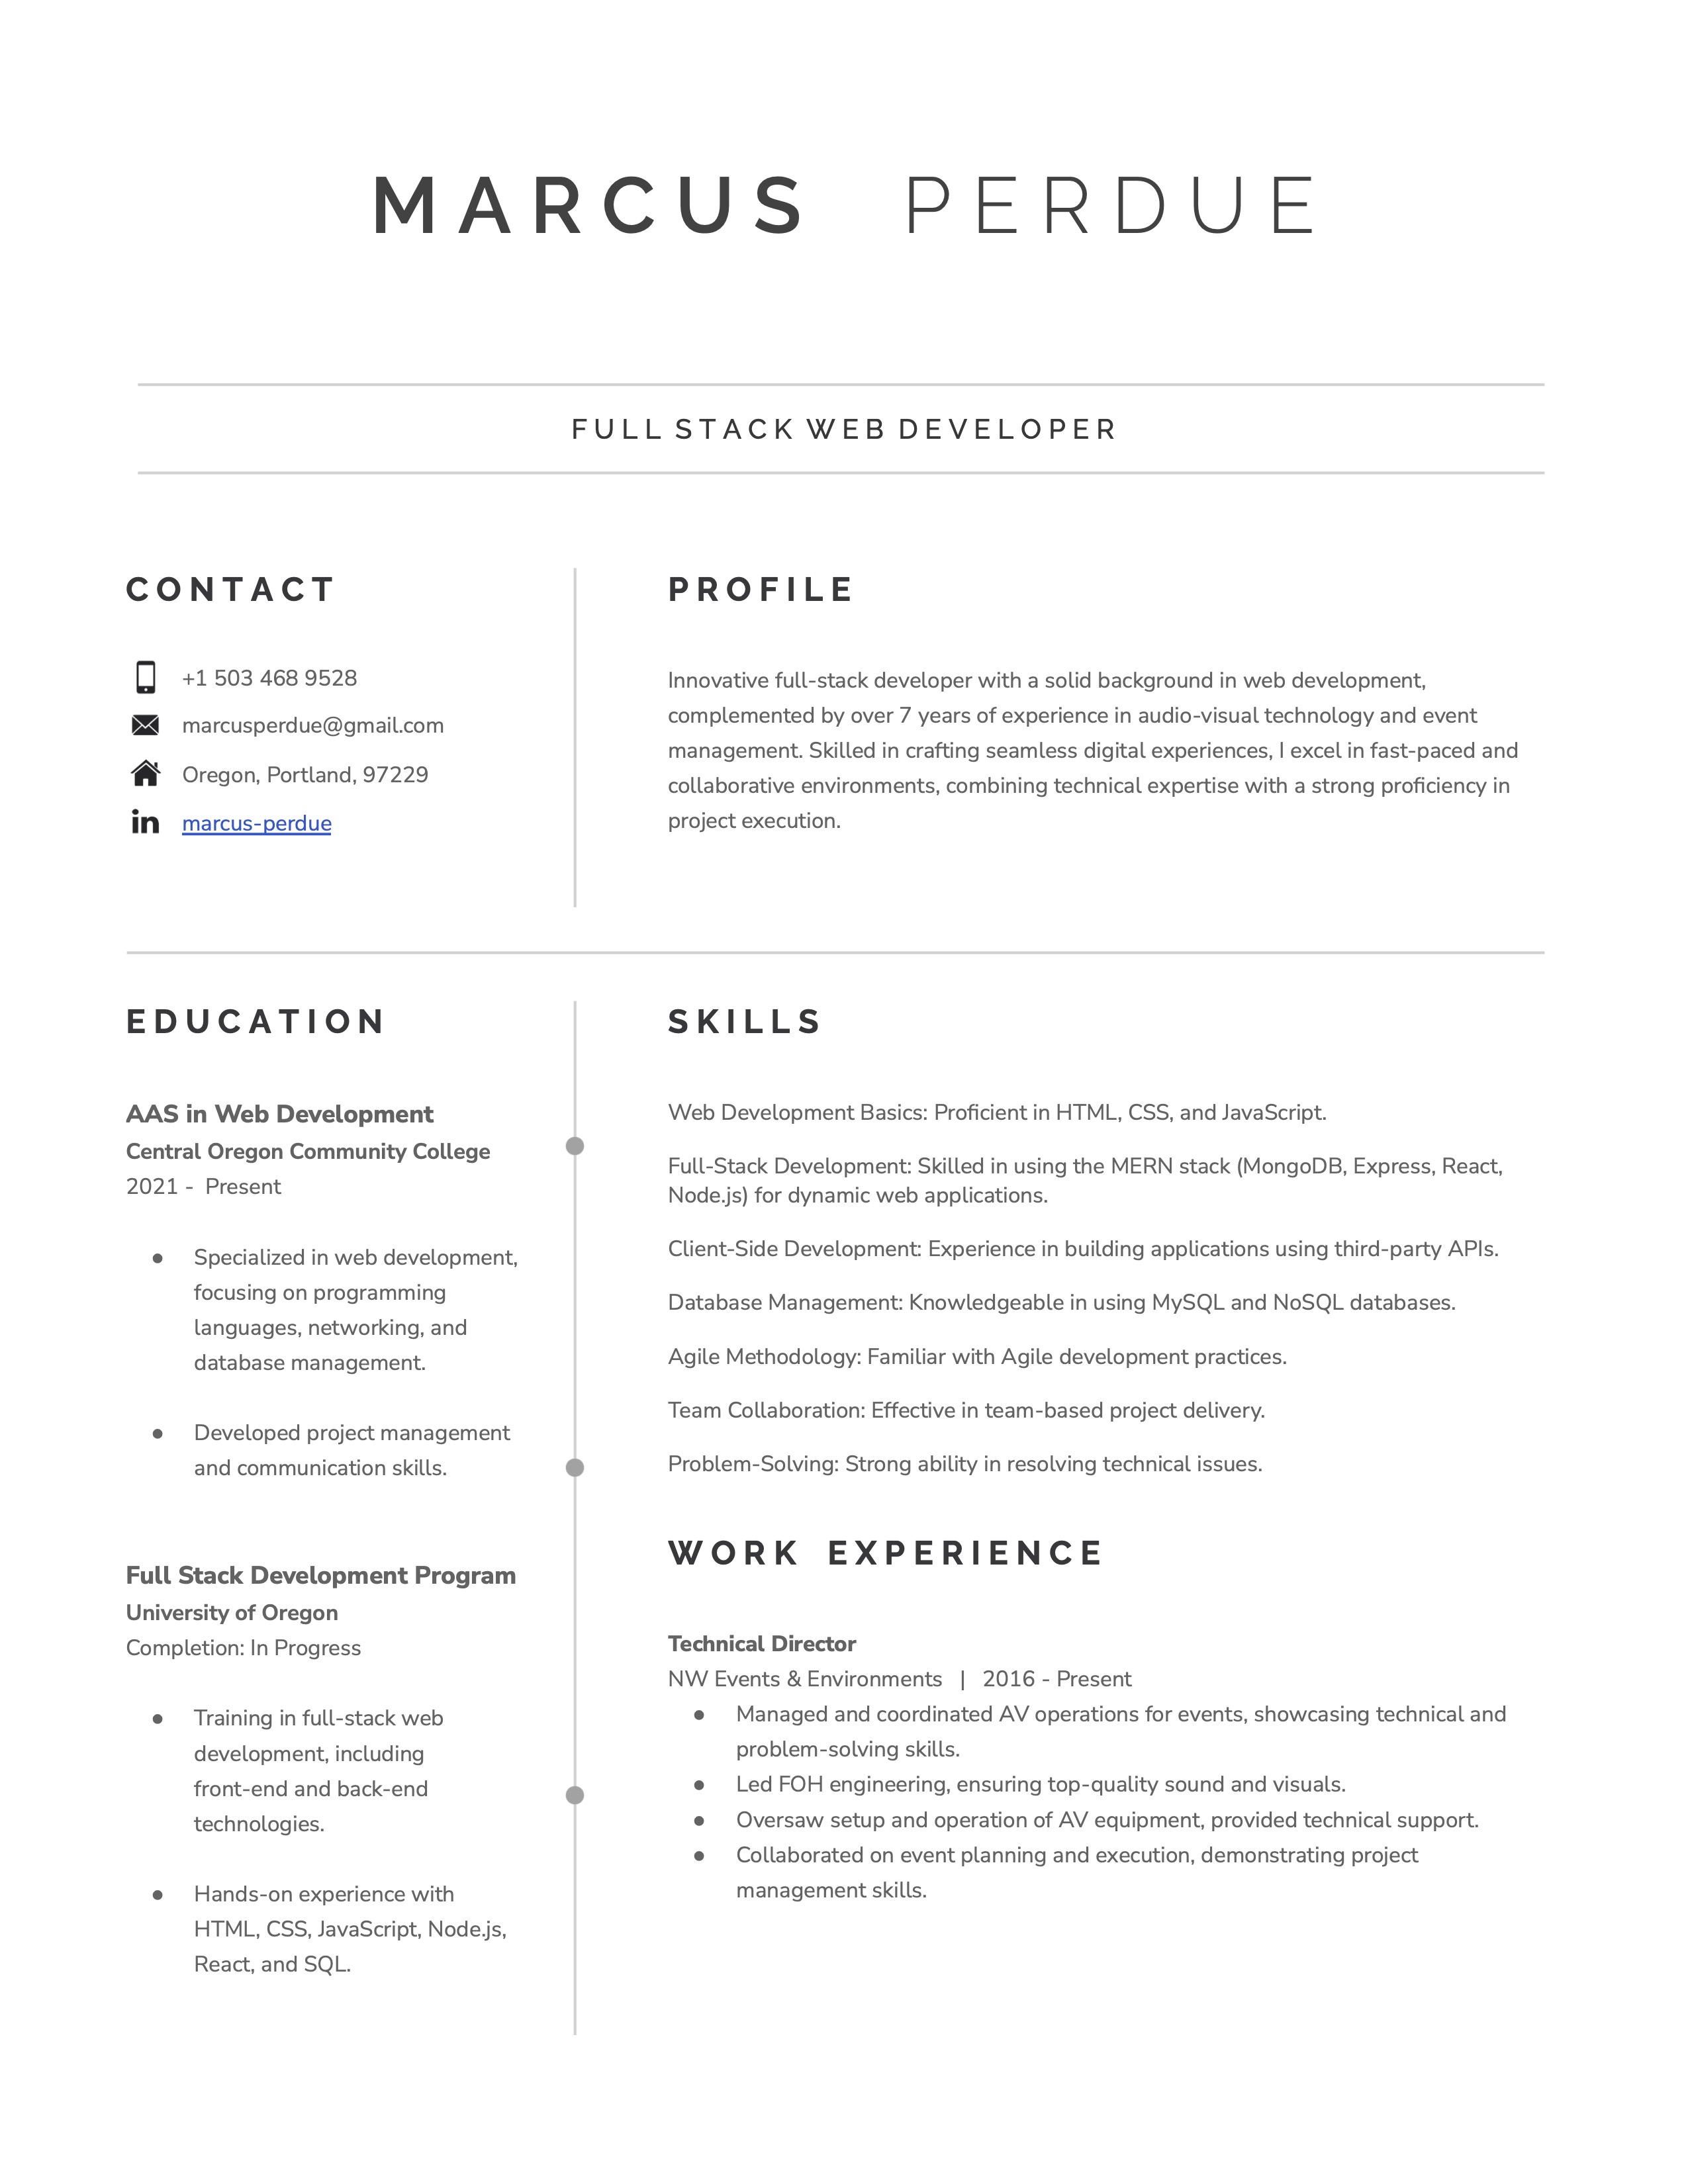 MARCUS PERDUE
FULL STACK WEB DEVELOPER
CONTACT
+1 503 468 9528
marcusperdue@gmail.com
Oregon, Portland, 97229
in marcus-perdue
PROFILE
Innovative full-stack developer with a solid background in web development,
complemented by over 7 years of experience in audio-visual technology and event
management. Skilled in crafting seamless digital experiences, I excel in fast-paced and
collaborative environments, combining technical expertise with a strong proficiency in
project execution.
EDUCATION
AAS in Web Development
Central Oregon Community College
2021 - Present
● Specialized in web development,
focusing on programming
languages, networking, and
database management.
● Developed project management
and communication skills.
Full Stack Development Program
University of Oregon
Completion: In Progress
● Training in full-stack web
development, including
front-end and back-end
technologies.
● Hands-on experience with
HTML, CSS, JavaScript, Node.js,
React, and SQL.
SKILLS
Web Development Basics: Proficient in HTML, CSS, and JavaScript.
Full-Stack Development: Skilled in using the MERN stack (MongoDB, Express, React,
Node.js) for dynamic web applications.
Client-Side Development: Experience in building applications using third-party APIs.
Database Management: Knowledgeable in using MySQL and NoSQL databases.
Agile Methodology: Familiar with Agile development practices.
Team Collaboration: Effective in team-based project delivery.
Problem-Solving: Strong ability in resolving technical issues.
WORK EXPERIENCE
Technical Director
NW Events & Environments | 2016 - Present
● Managed and coordinated AV operations for events, showcasing technical and
problem-solving skills.
● Led FOH engineering, ensuring top-quality sound and visuals.
● Oversaw setup and operation of AV equipment, provided technical support.
● Collaborated on event planning and execution, demonstrating project
management skills.